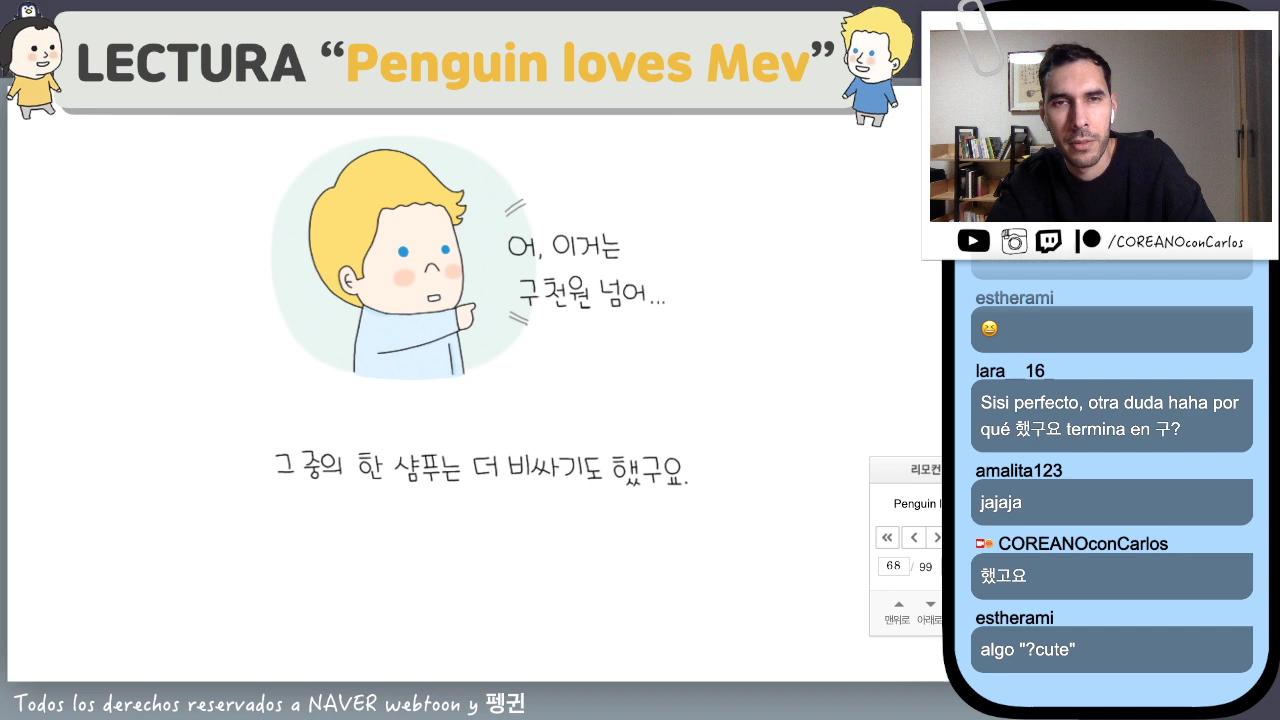 LECTURA “Penguin loves Mev”
어, 이거는
구천원 넘어...
그 중의 한 샴푸는 더 비싸기도 했구요.
리모컨
Penguin l
68 / 99
맨위로 아래로
Todos los derechos reservados a NAVER webtoon y 펭귄
/COREANOconCarlos
estherami
😆
lara__16_
Sisi perfecto, otra duda haha por
qué 했구요 termina en 구?
amalita123
jajaja
COREANOconCarlos
했고요
estherami
algo "?cute"